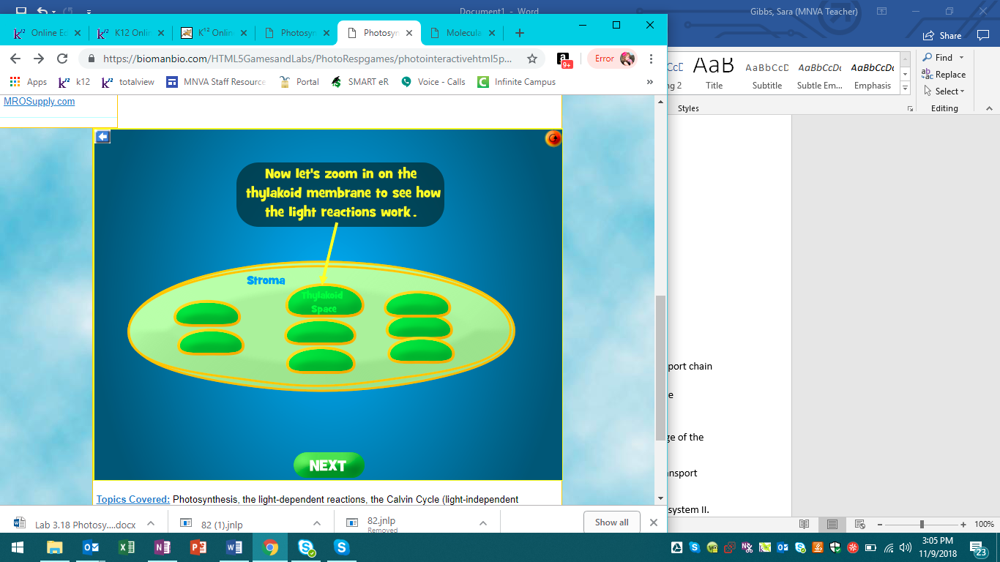 Document1 - Word
Gibbs, Sara (MNVA Teacher)
Online Ed
K12 Onlin
K12 Onlin
Photosyn
Photosyn
Molecula
Share
https://biomanbio.com/HTML5GamesandLabs/PhotoRespgames/photointeractivehtml5p...
9+
Error
Apps
k12
totalview
MNVA Staff Resource
Portal
SMART eR
Voice - Calls
Infinite Campus
»
AaB
AaBbCcD
AaBbCcDc
AaBbCcDc
ng 2
Title
Subtitle
Subtle Em...
Emphasis
Styles
Find
Replace
Select
Editing
MROSupply.com
Now let's zoom in on the
thylakoid membrane to see how
the light reactions work.
Stroma
Thylakoid
Space
NEXT
port chain
e
ge of the
ansport
system II.
Topics Covered: Photosynthesis, the light-dependent reactions, the Calvin Cycle (light-independent
Lab 3.18 Photosy....docx
82 (1).jnlp
82.jnlp
Removed
Show all
100%
3:05 PM
11/9/2018
23